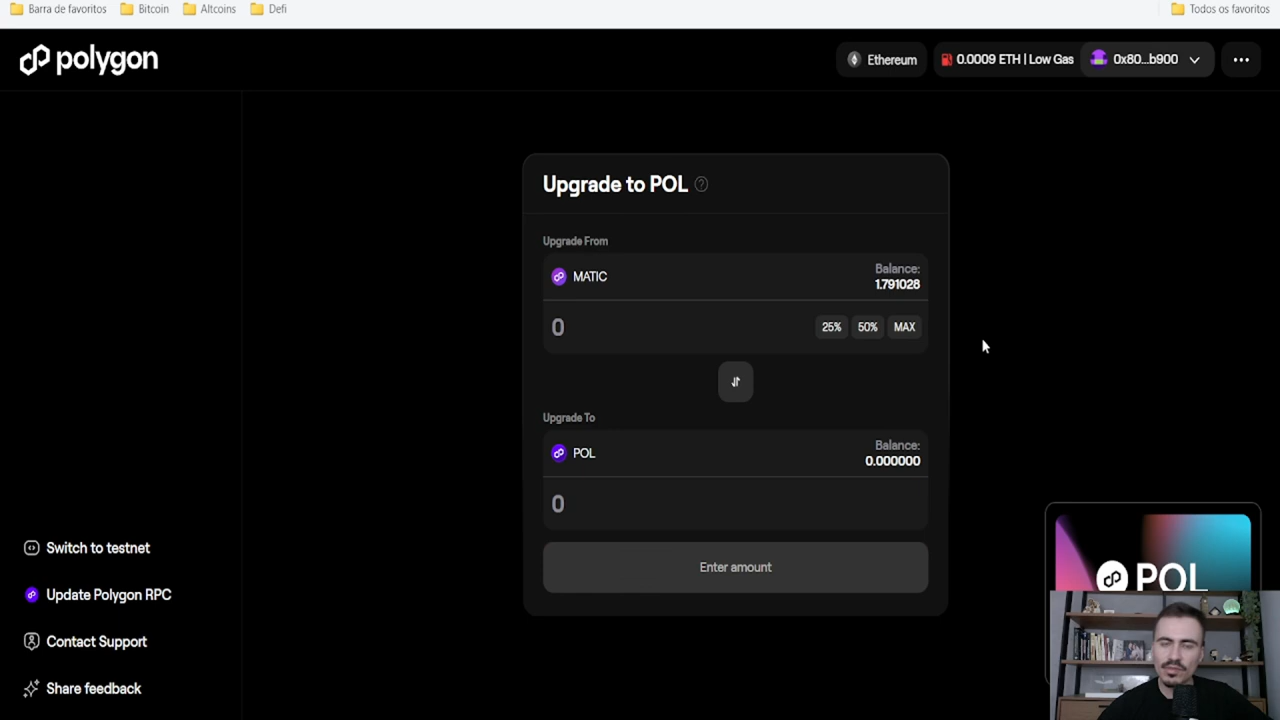 Barra de favoritos Bitcoin Altcoins Defi Todos os favoritos
polygon Ethereum 0.0009 ETH | Low Gas 0x80...b900
Upgrade to POL
Upgrade From
MATIC Balance:
1.791028
0 25% 50% MAX
Upgrade To
POL Balance:
0.000000
0
Enter amount
Switch to testnet
Update Polygon RPC
Contact Support
Share feedback
POL